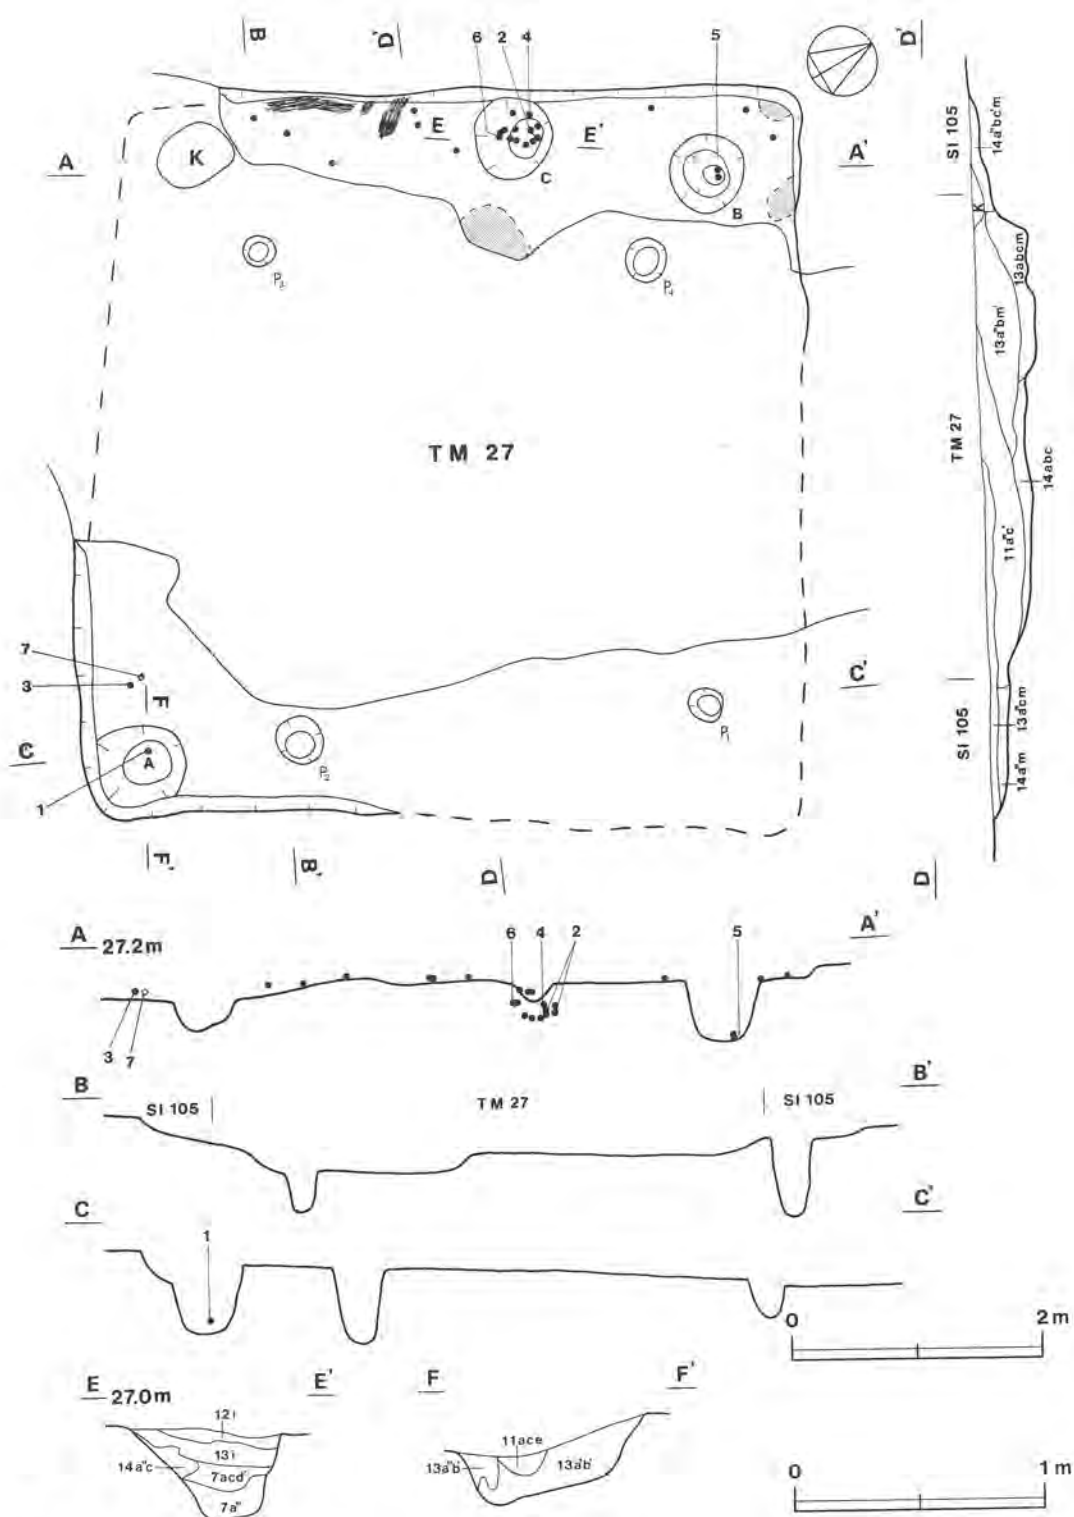 B
D'
6 2 4
5
D'
E
E'
A
K
A'
C
B
P3
P4
SI 105
14a"bc'm
K
13abcm
13a"bm'
TM 27
TM 27
14abc
11a"c'
7
3
F
C'
C
A
P2
P1
1
SI 105
13a'cm
14a"m
F'
B'
D
D
A 27.2m
6 4 2
5
A'
3 7
B
B'
SI 105
TM 27
SI 105
C
C'
1
0 2m
E 27.0m
E'
F
F'
12i
13i
14a"c
7acd'
7a"
11ace
13a"b'
13a'b'
0 1m